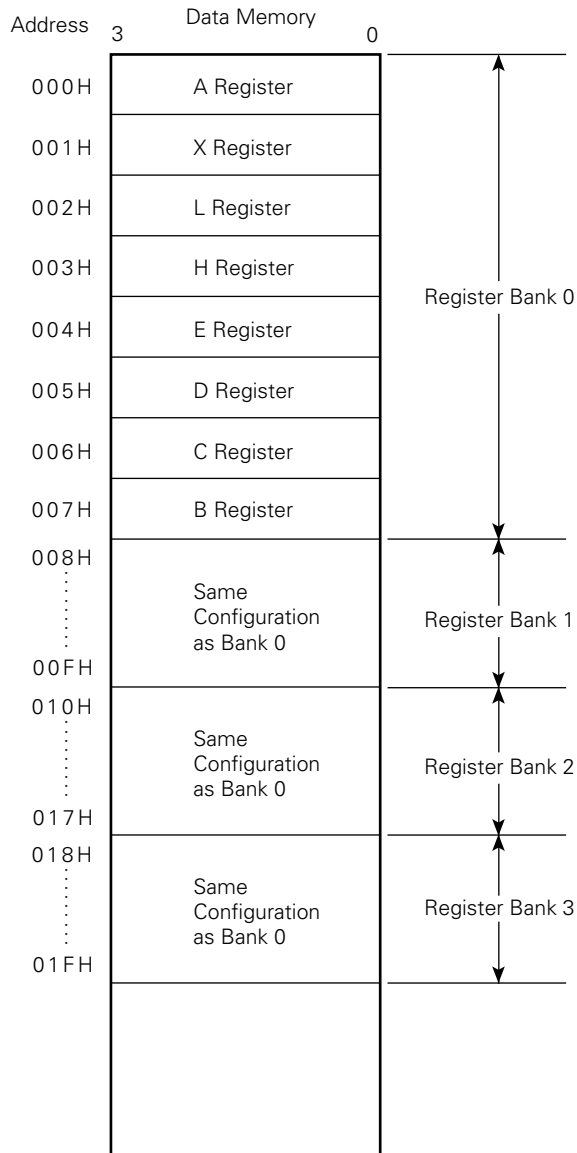 Address
3
Data Memory
0
000H
A Register
001H
X Register
002H
L Register
003H
H Register
004H
E Register
005H
D Register
006H
C Register
007H
B Register
Register Bank 0
008H
00FH
Same
Configuration
as Bank 0
Register Bank 1
010H
017H
Same
Configuration
as Bank 0
Register Bank 2
018H
01FH
Same
Configuration
as Bank 0
Register Bank 3